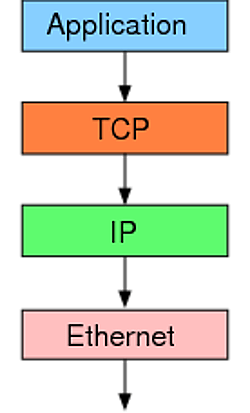 Application
TCP
IP
Ethernet